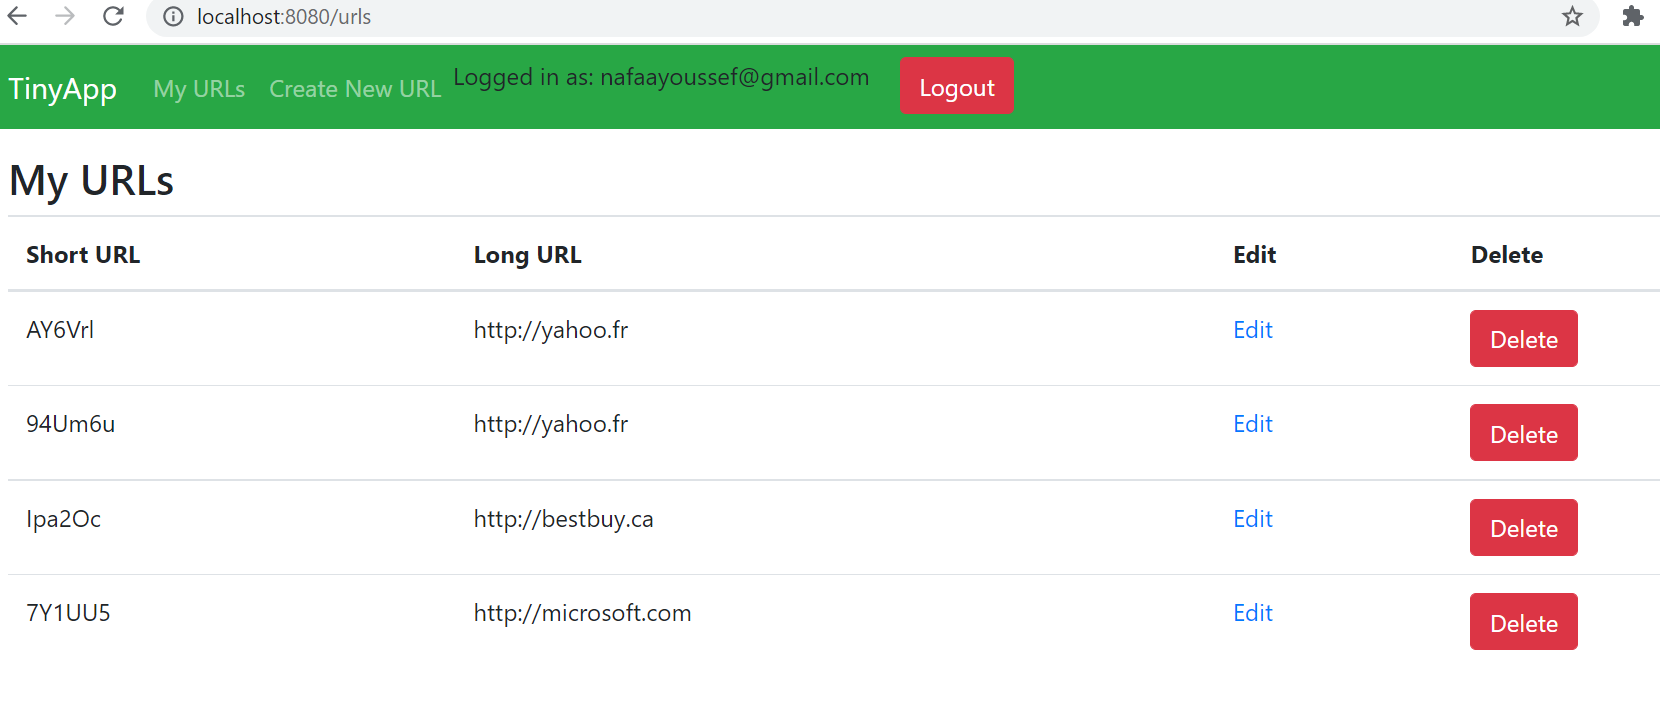 localhost:8080/urls
TinyApp My URLs Create New URL Logged in as: nafaayoussef@gmail.com Logout
My URLs
Short URL Long URL Edit Delete
AY6Vrl http://yahoo.fr Edit Delete
94Um6u http://yahoo.fr Edit Delete
Ipa2Oc http://bestbuy.ca Edit Delete
7Y1UU5 http://microsoft.com Edit Delete